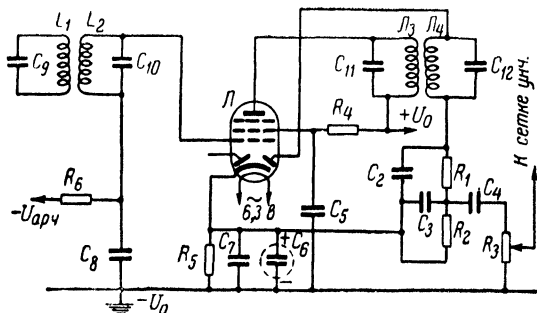 L₁ L₂
C₉
C₁₀
Л
Л₃ Л₄
C₁₁
C₁₂
R₄
+U₀
К сетке унч.
R₆
−Uарч
C₈
−U₀
R₅
C₇
+ C₆
−
6,3 в
C₅
C₂
R₁
C₃
C₄
R₂
R₃